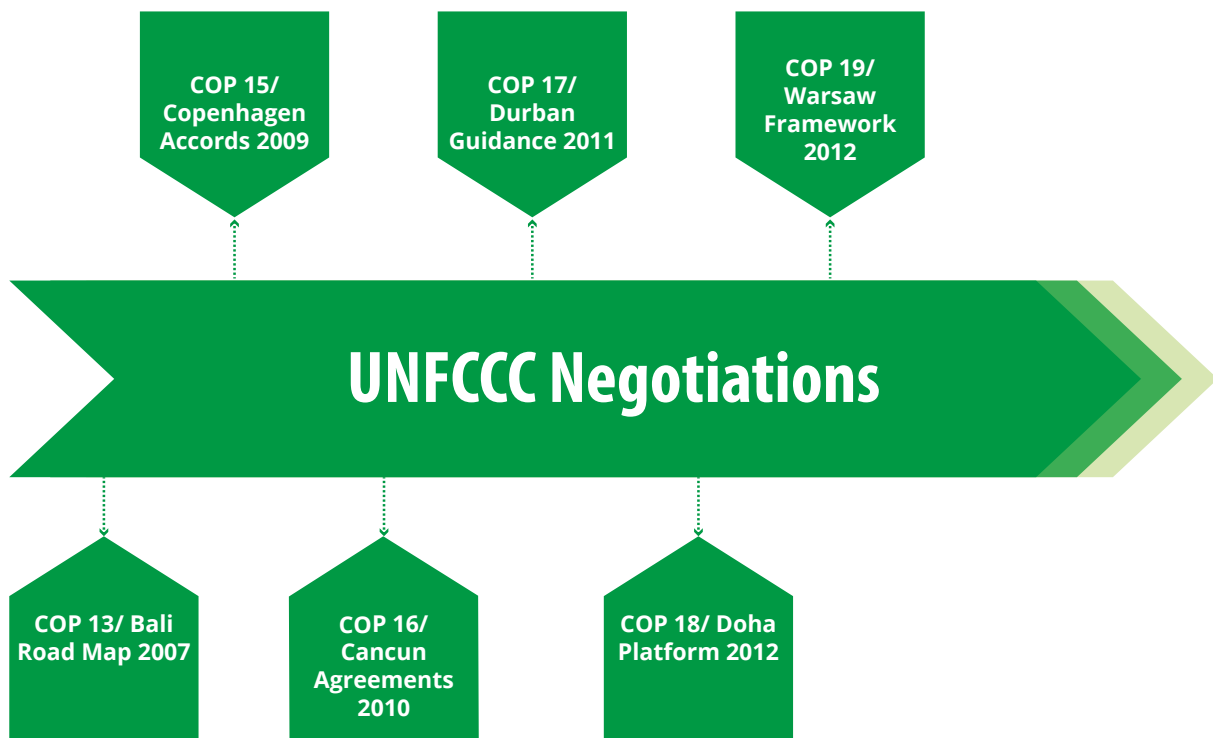 COP 15/
Copenhagen
Accords 2009
COP 17/
Durban
Guidance 2011
COP 19/
Warsaw
Framework
2012
UNFCCC Negotiations
COP 13/ Bali
Road Map 2007
COP 16/
Cancun
Agreements
2010
COP 18/ Doha
Platform 2012